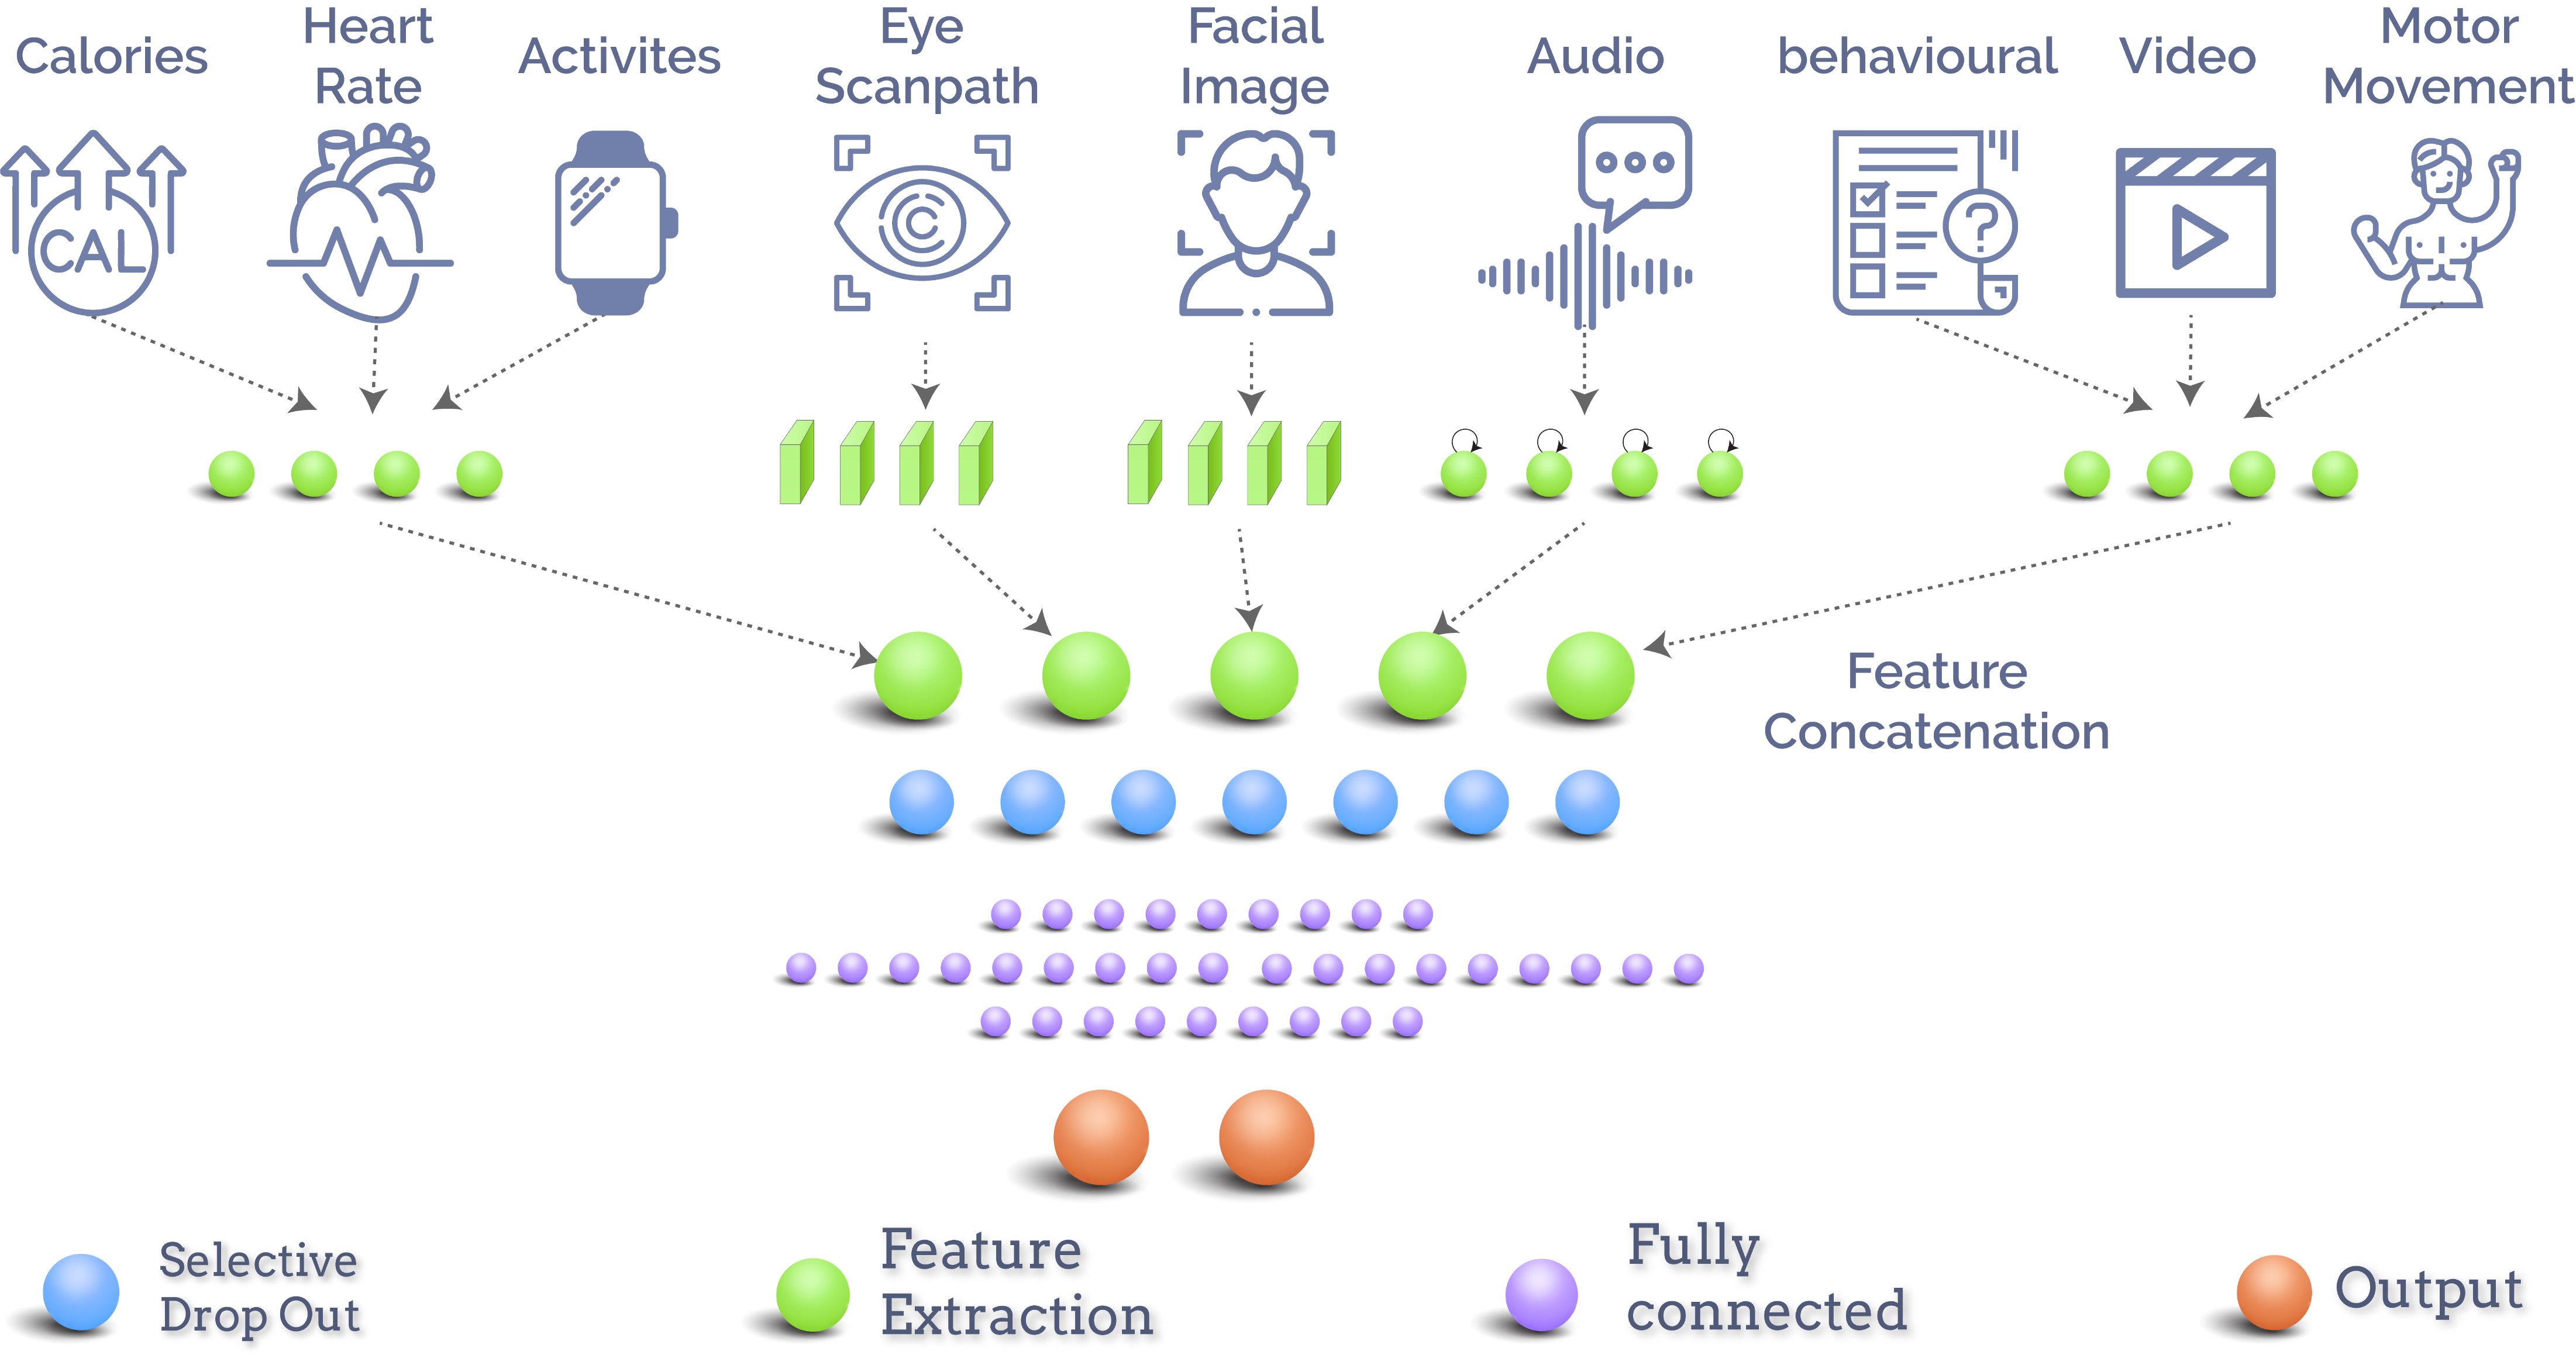 Calories
Heart
Rate
Activites
Eye
Scanpath
Facial
Image
Audio
behavioural
Video
Motor
Movement
CAL
Feature
Concatenation
Selective
Drop Out
Feature
Extraction
Fully
connected
Output